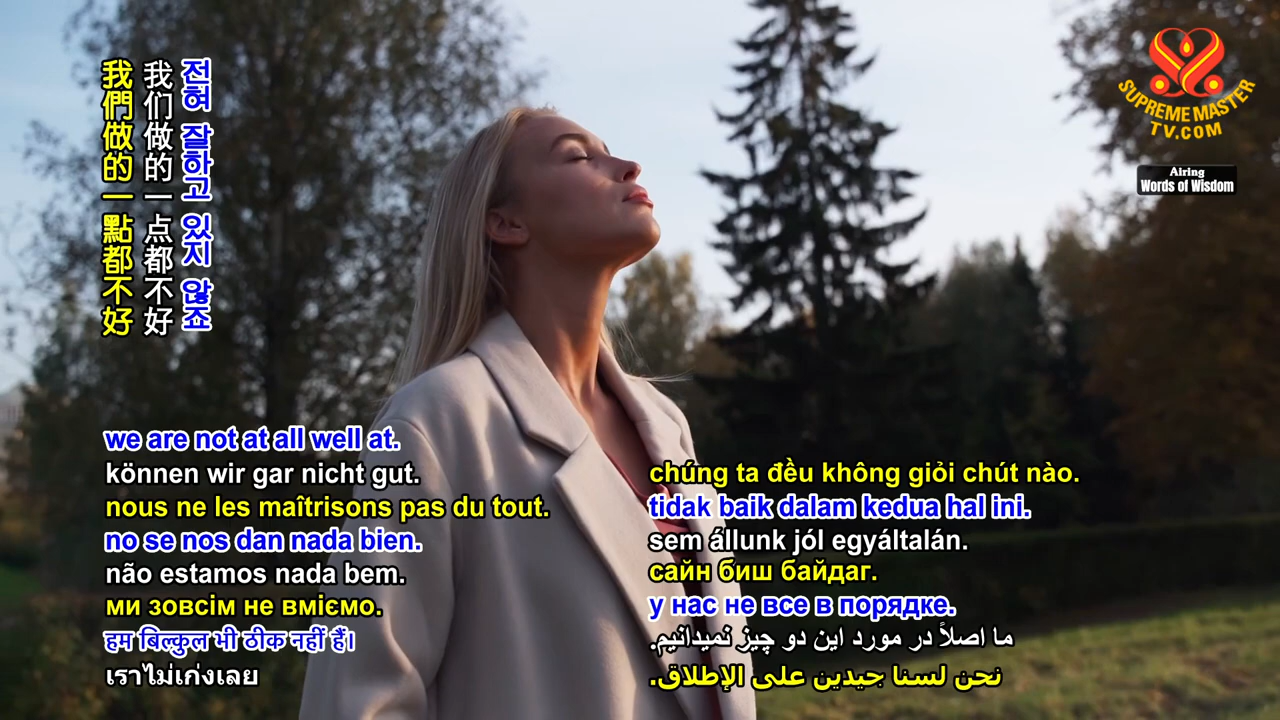 我們做的一點都不好
我们做的一点都不好
전혀 잘하고 있지 않죠
SUPREME MASTER
TV.COM
Airing
Words of Wisdom
we are not at all well at.
können wir gar nicht gut.
nous ne les maîtrisons pas du tout.
no se nos dan nada bien.
não estamos nada bem.
ми зовсім не вміємо.
हम बिल्कुल भी ठीक नहीं हैं।
เราไม่เก่งเลย
chúng ta đều không giỏi chút nào.
tidak baik dalam kedua hal ini.
sem állunk jól egyáltalán.
сайн биш байдаг.
у нас не все в порядке.
ما اصلاً در مورد این دو چیز نمیدانیم.
نحن لسنا جيدين على الإطلاق.